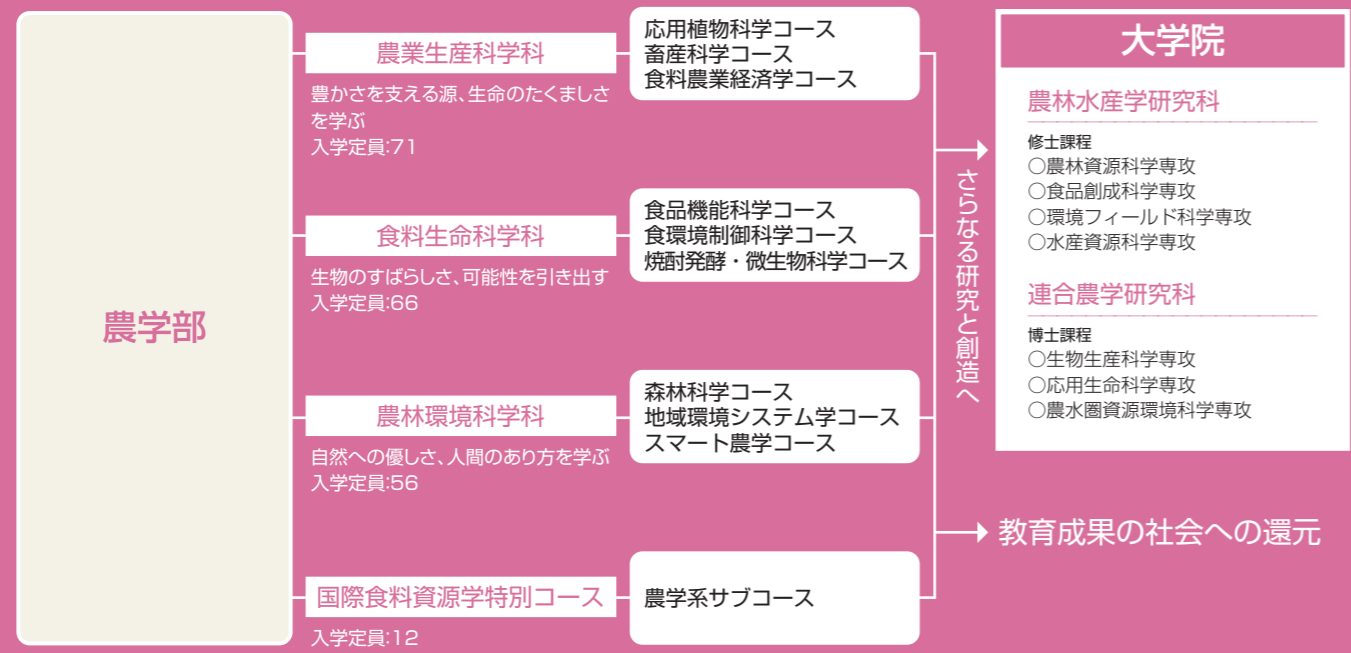 農学部
農業生産科学科
豊かさを支える源、生命のたくましさ
を学ぶ
入学定員:71
応用植物科学コース
畜産科学コース
食料農業経済学コース
食料生命科学科
生物のすばらしさ、可能性を引き出す
入学定員:66
食品機能科学コース
食環境制御科学コース
焼酎発酵・微生物科学コース
農林環境科学科
自然への優しさ、人間のあり方を学ぶ
入学定員:56
森林科学コース
地域環境システム学コース
スマート農学コース
国際食料資源学特別コース
入学定員:12
農学系サブコース
さらなる研究と創造へ
大学院
農林水産学研究科
修士課程
○農林資源科学専攻
○食品創成科学専攻
○環境フィールド科学専攻
○水産資源科学専攻
連合農学研究科
博士課程
○生物生産科学専攻
○応用生命科学専攻
○農水圏資源環境科学専攻
教育成果の社会への還元